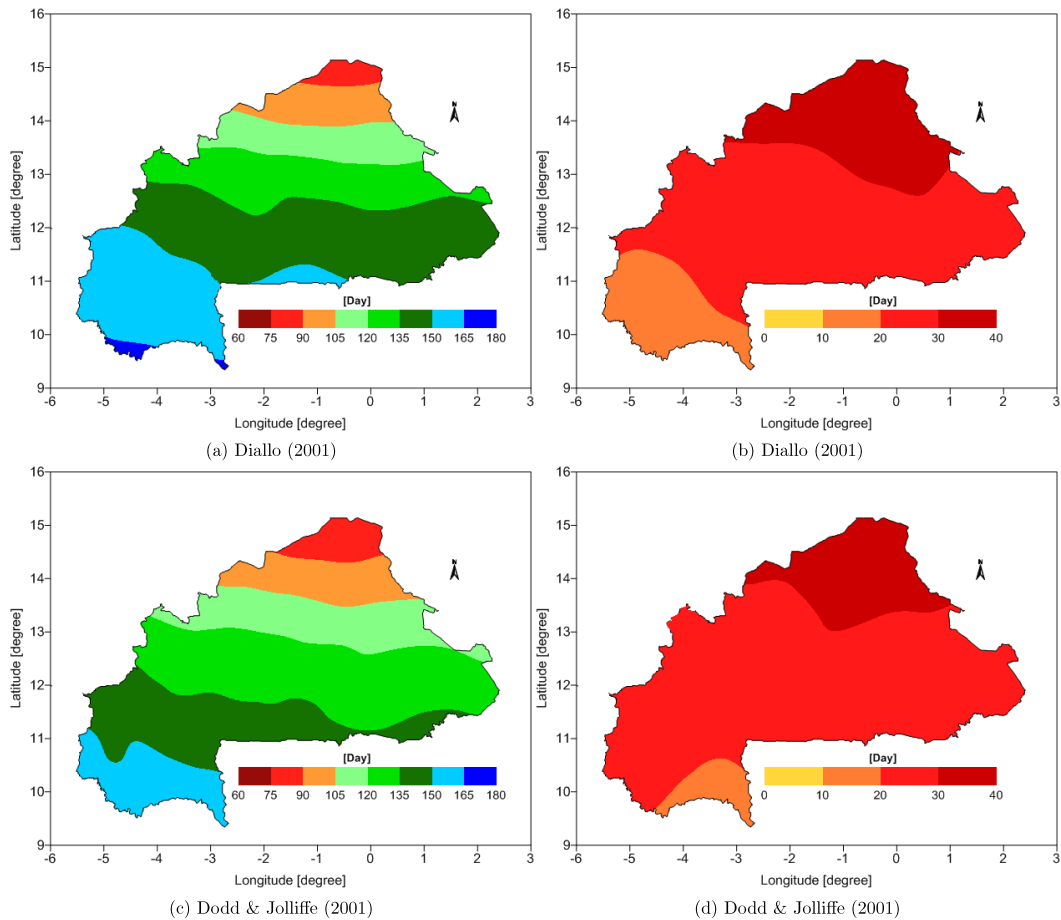 16
15
14
13
12
11
10
9
Latitude [degree]
N
[Day]
60 75 90 105 120 135 150 165 180
-6 -5 -4 -3 -2 -1 0 1 2 3
Longitude [degree]
(a) Diallo (2001)
16
15
14
13
12
11
10
9
Latitude [degree]
N
[Day]
0 10 20 30 40
-6 -5 -4 -3 -2 -1 0 1 2 3
Longitude [degree]
(b) Diallo (2001)
16
15
14
13
12
11
10
9
Latitude [degree]
N
[Day]
60 75 90 105 120 135 150 165 180
-6 -5 -4 -3 -2 -1 0 1 2 3
Longitude [degree]
(c) Dodd & Jolliffe (2001)
16
15
14
13
12
11
10
9
Latitude [degree]
N
[Day]
0 10 20 30 40
-6 -5 -4 -3 -2 -1 0 1 2 3
Longitude [degree]
(d) Dodd & Jolliffe (2001)